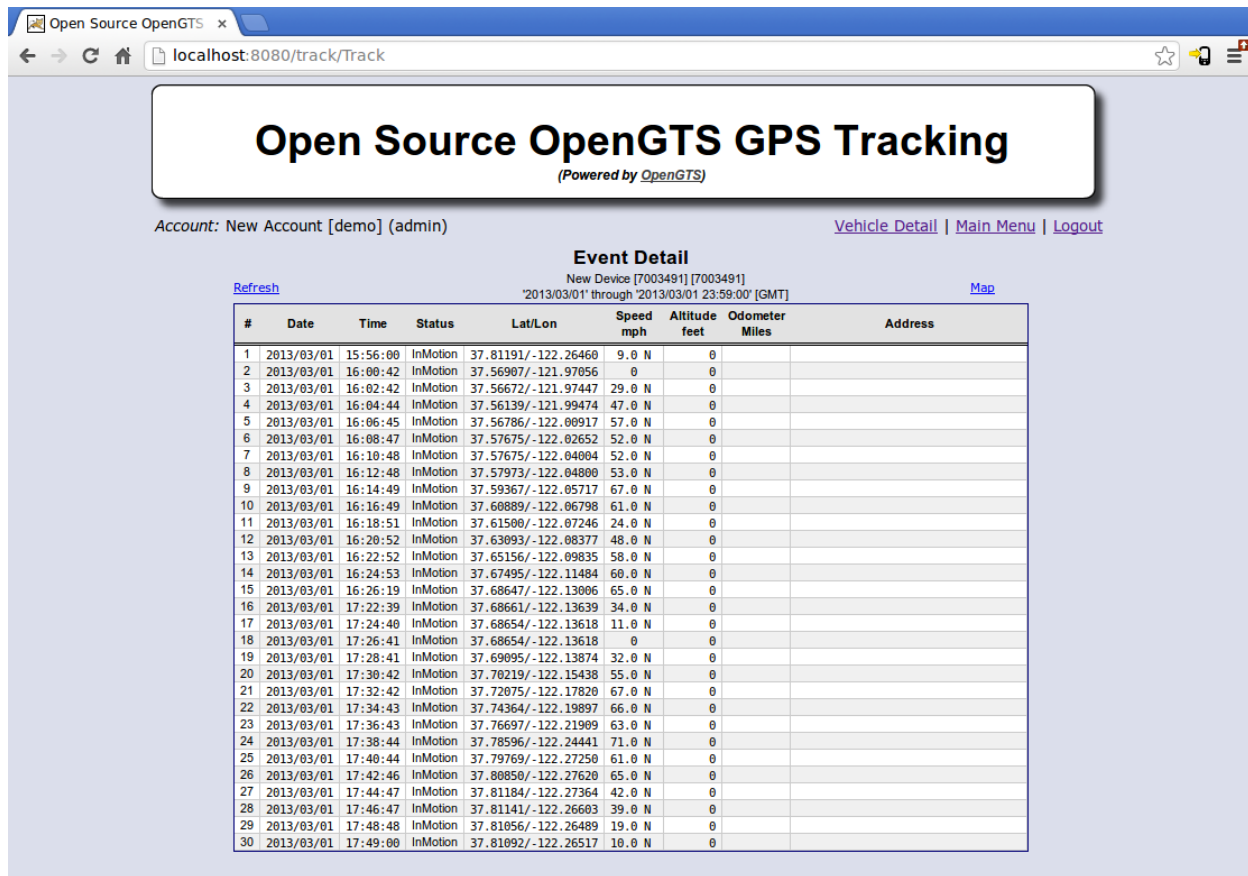 Open Source OpenGTS
localhost:8080/track/Track
Open Source OpenGTS GPS Tracking
(Powered by OpenGTS)
Account: New Account [demo] (admin)
Vehicle Detail | Main Menu | Logout
Event Detail
New Device [7003491] [7003491]
Refresh
'2013/03/01' through '2013/03/01 23:59:00' [GMT]
Map
# Date Time Status Lat/Lon Speed mph Altitude feet Odometer Miles Address
1 2013/03/01 15:56:00 InMotion 37.81191/-122.26460 9.0 N 0
2 2013/03/01 16:00:42 InMotion 37.56907/-121.97056 0 0
3 2013/03/01 16:02:42 InMotion 37.56672/-121.97447 29.0 N 0
4 2013/03/01 16:04:44 InMotion 37.56139/-121.99474 47.0 N 0
5 2013/03/01 16:06:45 InMotion 37.56786/-122.00917 57.0 N 0
6 2013/03/01 16:08:47 InMotion 37.57675/-122.02652 52.0 N 0
7 2013/03/01 16:10:48 InMotion 37.57675/-122.04004 52.0 N 0
8 2013/03/01 16:12:48 InMotion 37.57973/-122.04800 53.0 N 0
9 2013/03/01 16:14:49 InMotion 37.59367/-122.05717 67.0 N 0
10 2013/03/01 16:16:49 InMotion 37.60889/-122.06798 61.0 N 0
11 2013/03/01 16:18:51 InMotion 37.61500/-122.07246 24.0 N 0
12 2013/03/01 16:20:52 InMotion 37.63093/-122.08377 48.0 N 0
13 2013/03/01 16:22:52 InMotion 37.65156/-122.09835 58.0 N 0
14 2013/03/01 16:24:53 InMotion 37.67495/-122.11484 60.0 N 0
15 2013/03/01 16:26:19 InMotion 37.68647/-122.13006 65.0 N 0
16 2013/03/01 17:22:39 InMotion 37.68661/-122.13639 34.0 N 0
17 2013/03/01 17:24:40 InMotion 37.68654/-122.13618 11.0 N 0
18 2013/03/01 17:26:41 InMotion 37.68654/-122.13618 0 0
19 2013/03/01 17:28:41 InMotion 37.69095/-122.13874 32.0 N 0
20 2013/03/01 17:30:42 InMotion 37.70219/-122.15438 55.0 N 0
21 2013/03/01 17:32:42 InMotion 37.72075/-122.17820 67.0 N 0
22 2013/03/01 17:34:43 InMotion 37.74364/-122.19897 66.0 N 0
23 2013/03/01 17:36:43 InMotion 37.76697/-122.21909 63.0 N 0
24 2013/03/01 17:38:44 InMotion 37.78596/-122.24441 71.0 N 0
25 2013/03/01 17:40:44 InMotion 37.79769/-122.27250 61.0 N 0
26 2013/03/01 17:42:46 InMotion 37.80850/-122.27620 65.0 N 0
27 2013/03/01 17:44:47 InMotion 37.81184/-122.27364 42.0 N 0
28 2013/03/01 17:46:47 InMotion 37.81141/-122.26603 39.0 N 0
29 2013/03/01 17:48:48 InMotion 37.81056/-122.26489 19.0 N 0
30 2013/03/01 17:49:00 InMotion 37.81092/-122.26517 10.0 N 0